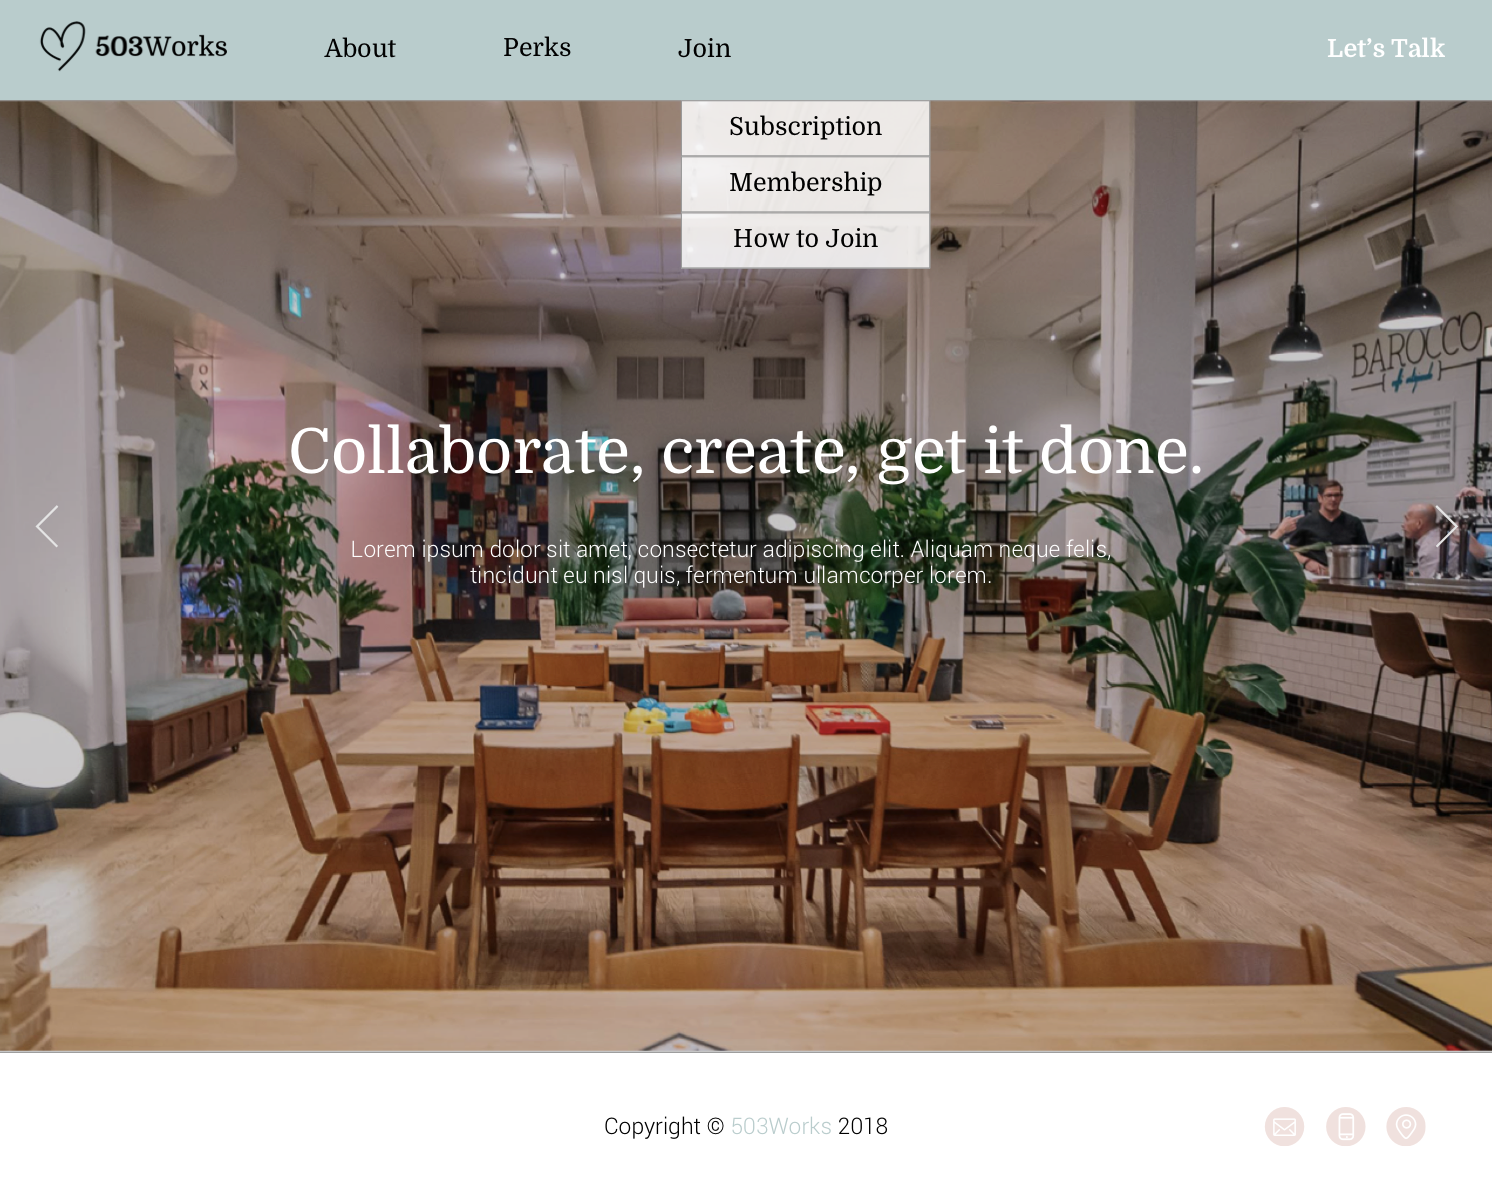 503Works
About
Perks
Join
Let’s Talk
Subscription
Membership
How to Join
BAROCCO
Collaborate, create, get it done.
Lorem ipsum dolor sit amet, consectetur adipiscing elit. Aliquam neque felis,
tincidunt eu nisl quis, fermentum ullamcorper lorem.
Copyright © 503Works 2018